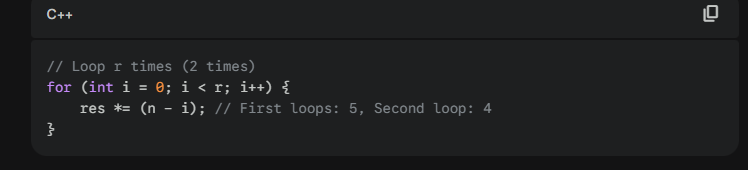 C++
// Loop r times (2 times)
for (int i = 0; i < r; i++) {
    res *= (n - i); // First loops: 5, Second loop: 4
}